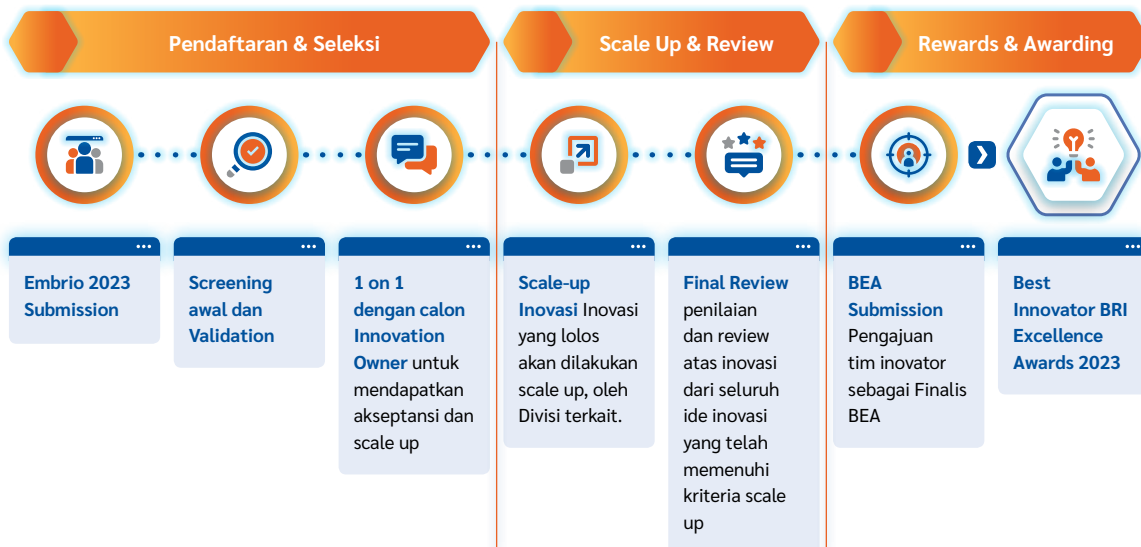 Pendaftaran & Seleksi
Scale Up & Review
Rewards & Awarding
Embrio 2023
Submission
Screening
awal dan
Validation
1 on 1
dengan calon
Innovation
Owner untuk
mendapatkan
akseptansi dan
scale up
Scale-up
Inovasi Inovasi
yang lolos
akan dilakukan
scale up, oleh
Divisi terkait.
Final Review
penilaian
dan review
atas inovasi
dari seluruh
ide inovasi
yang telah
memenuhi
kriteria scale
up
BEA
Submission
Pengajuan
tim inovator
sebagai Finalis
BEA
Best
Innovator BRI
Excellence
Awards 2023